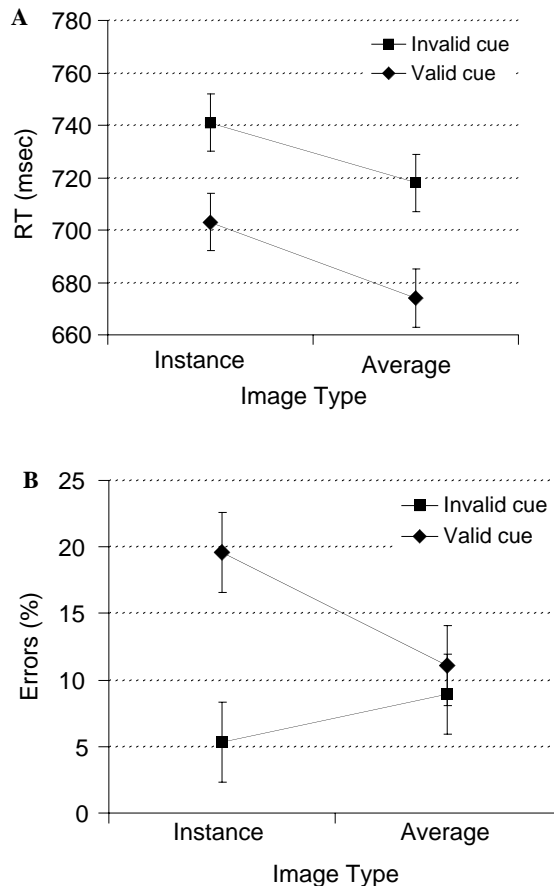 A
780
760
740
720
700
680
660
RT (msec)
Invalid cue
Valid cue
Instance
Average
Image Type
B
25
20
15
10
5
0
Errors (%)
Invalid cue
Valid cue
Instance
Average
Image Type